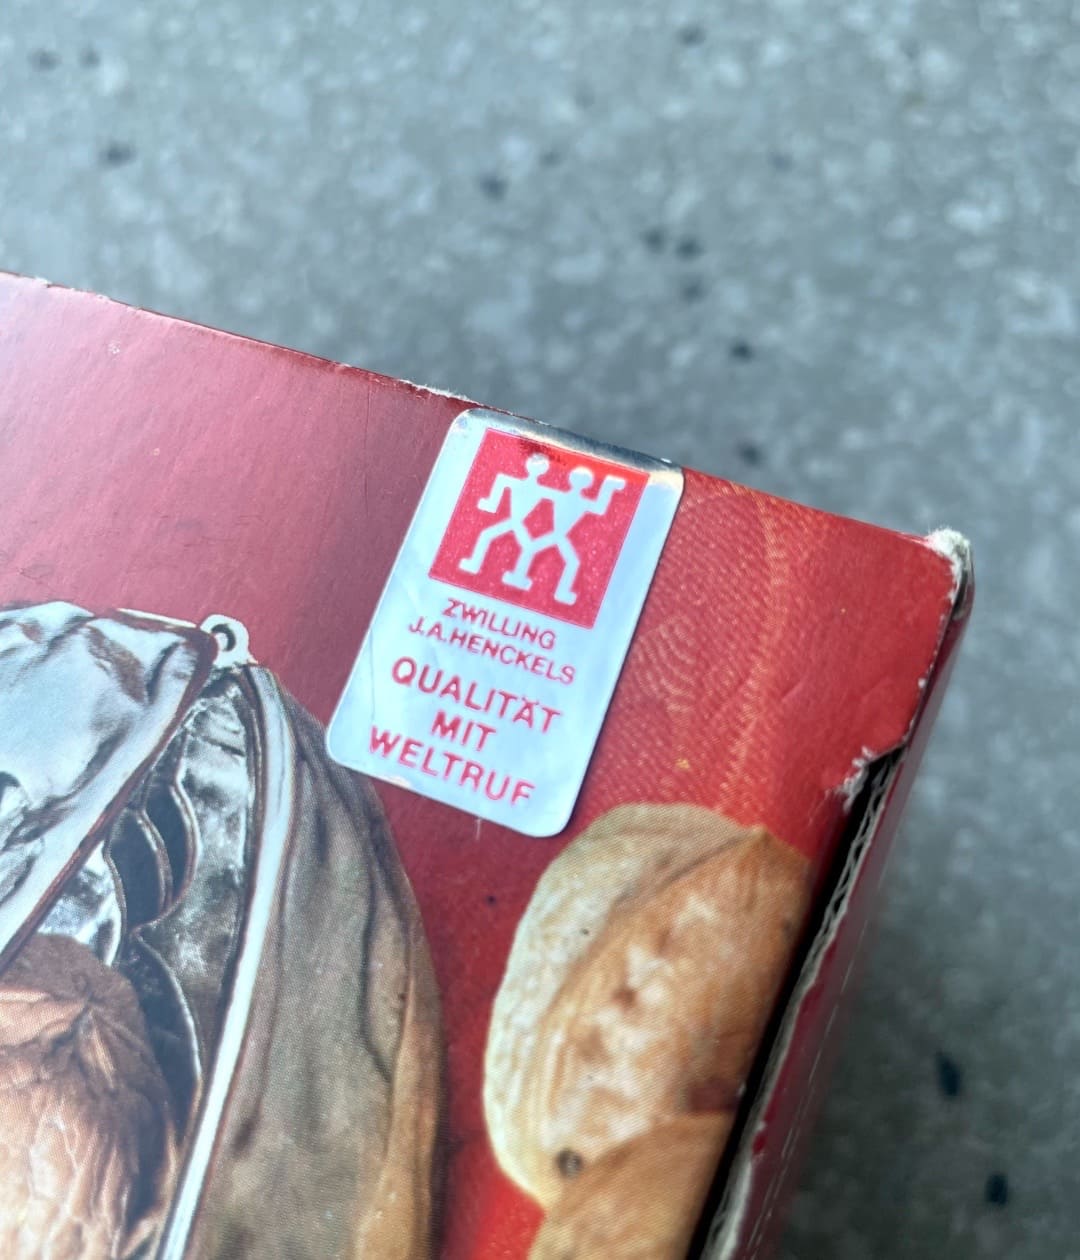 ZWILLING
J.A.HENCKELS
QUALITÄT
MIT
WELTRUF